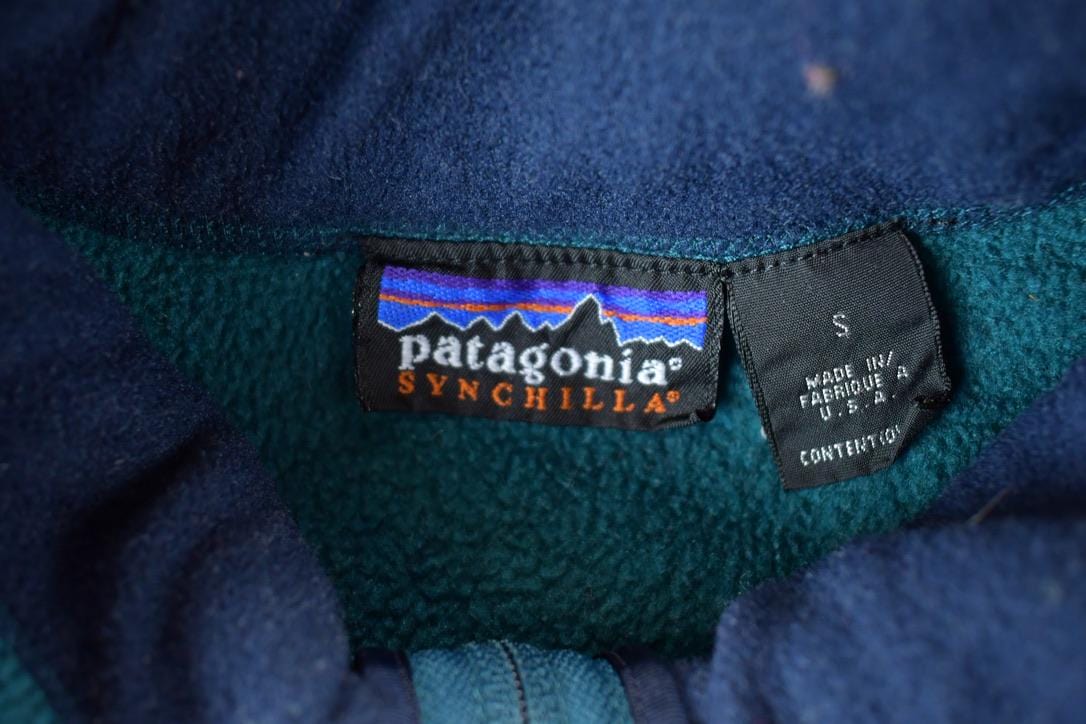 patagonia®
SYNCHILLA®
S
MADE IN/
FABRIQUE A
U.S.A.